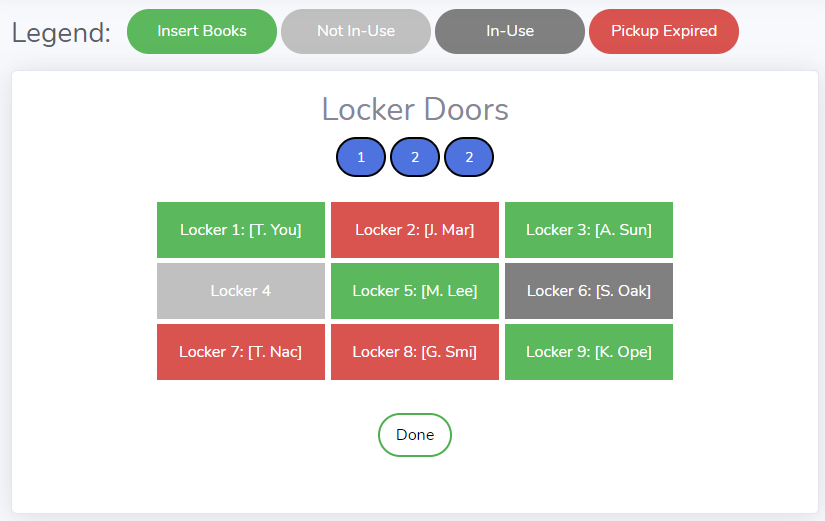 Legend: Insert Books Not In-Use In-Use Pickup Expired
Locker Doors
1 2 2
Locker 1: [T. You] Locker 2: [J. Mar] Locker 3: [A. Sun]
Locker 4 Locker 5: [M. Lee] Locker 6: [S. Oak]
Locker 7: [T. Nac] Locker 8: [G. Smi] Locker 9: [K. Ope]
Done